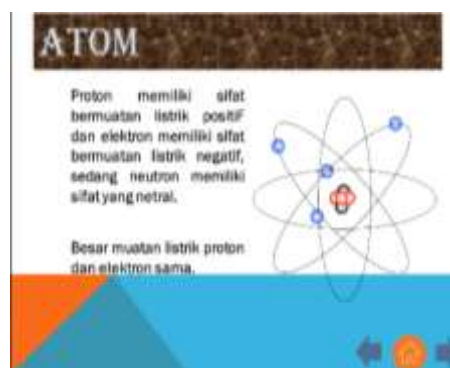 ATOM
Proton memiliki sifat
bermuatan listrik positif
dan elektron memiliki sifat
bermuatan listrik negatif,
sedang neutron memiliki
sifat yang netral.
Besar muatan listrik proton
dan elektron sama.